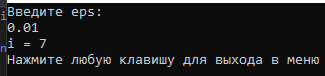 Введите eps:
0.01
i = 7
Нажмите любую клавишу для выхода в меню